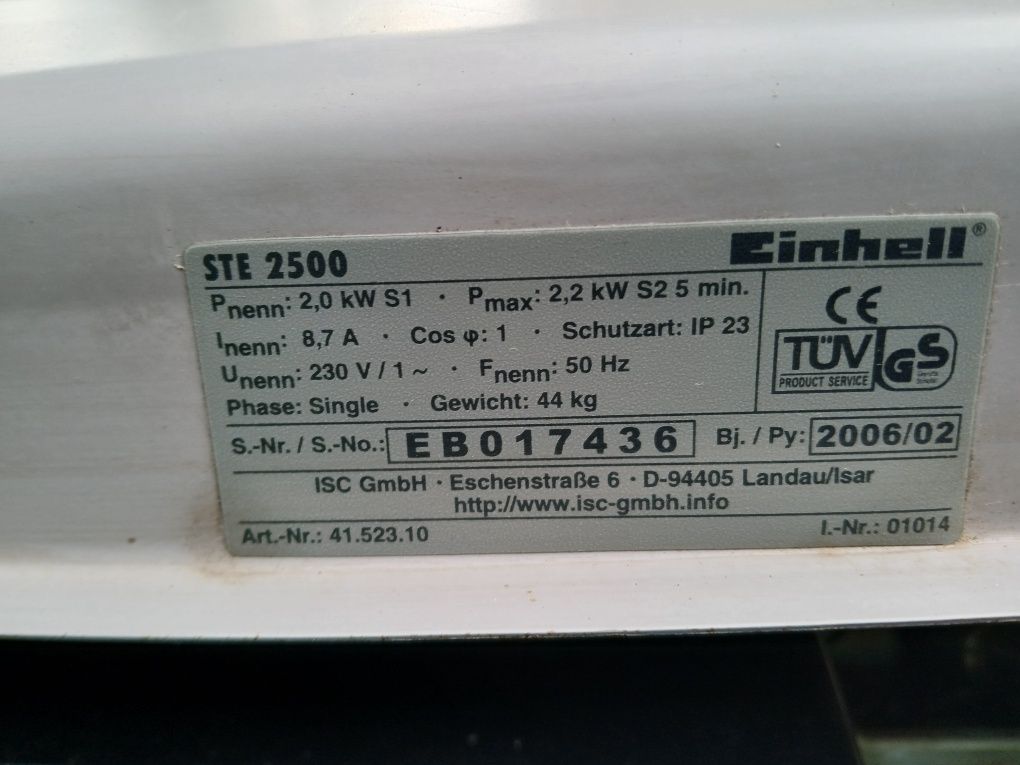 STE 2500 Einhell®
Pnenn: 2,0 kW S1 · Pmax: 2,2 kW S2 5 min.
Inenn: 8,7 A · Cos φ: 1 · Schutzart: IP 23
Unenn: 230 V / 1 ~ · Fnenn: 50 Hz
Phase: Single · Gewicht: 44 kg
CE
TÜV
PRODUCT SERVICE
GS
S.-Nr. / S.-No.: EB017436 Bj. / Py: 2006/02
ISC GmbH · Eschenstraße 6 · D-94405 Landau/Isar
http://www.isc-gmbh.info
Art.-Nr.: 41.523.10 I.-Nr.: 01014